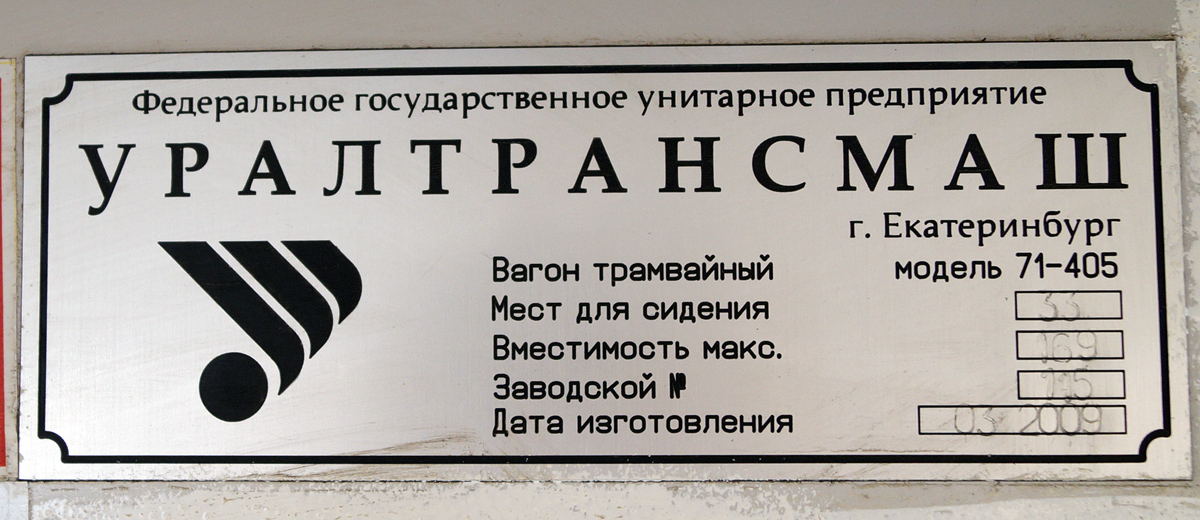 Федеральное государственное унитарное предприятие
УРАЛТРАНСМАШ
г. Екатеринбург
Вагон трамвайный модель 71-405
Мест для сидения 33
Вместимость макс. 169
Заводской № 115
Дата изготовления 03 2009